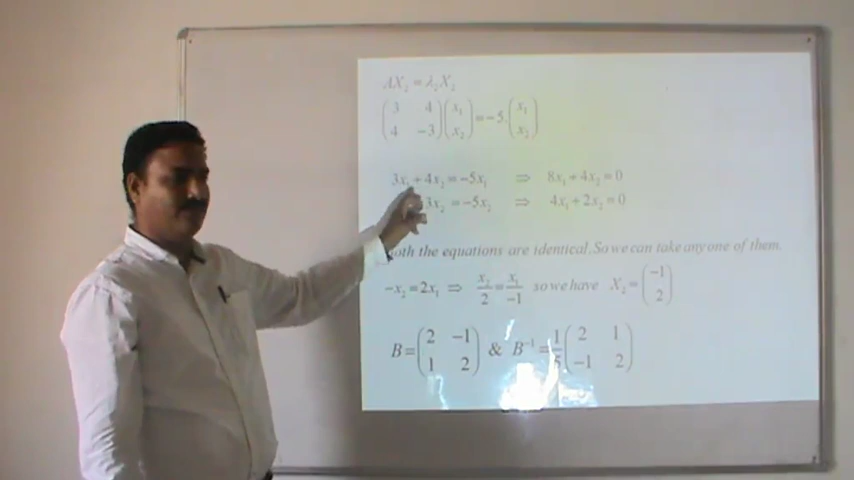 AX₂ = λ₂X₂
(3 4; 4 −3)(x₁; x₂) = −5.(x₁; x₂)
3x₁ + 4x₂ = −5x₁ ⇒ 8x₁ + 4x₂ = 0
3x₂ = −5x₂ ⇒ 4x₁ + 2x₂ = 0
both the equations are identical. So we can take any one of them.
−x₂ = 2x₁ ⇒ x₂/2 = x₁/−1 so we have X₂ = (−1; 2)
B = (2 −1; 1 2) & B⁻¹ = 1/5 (2 1; −1 2)